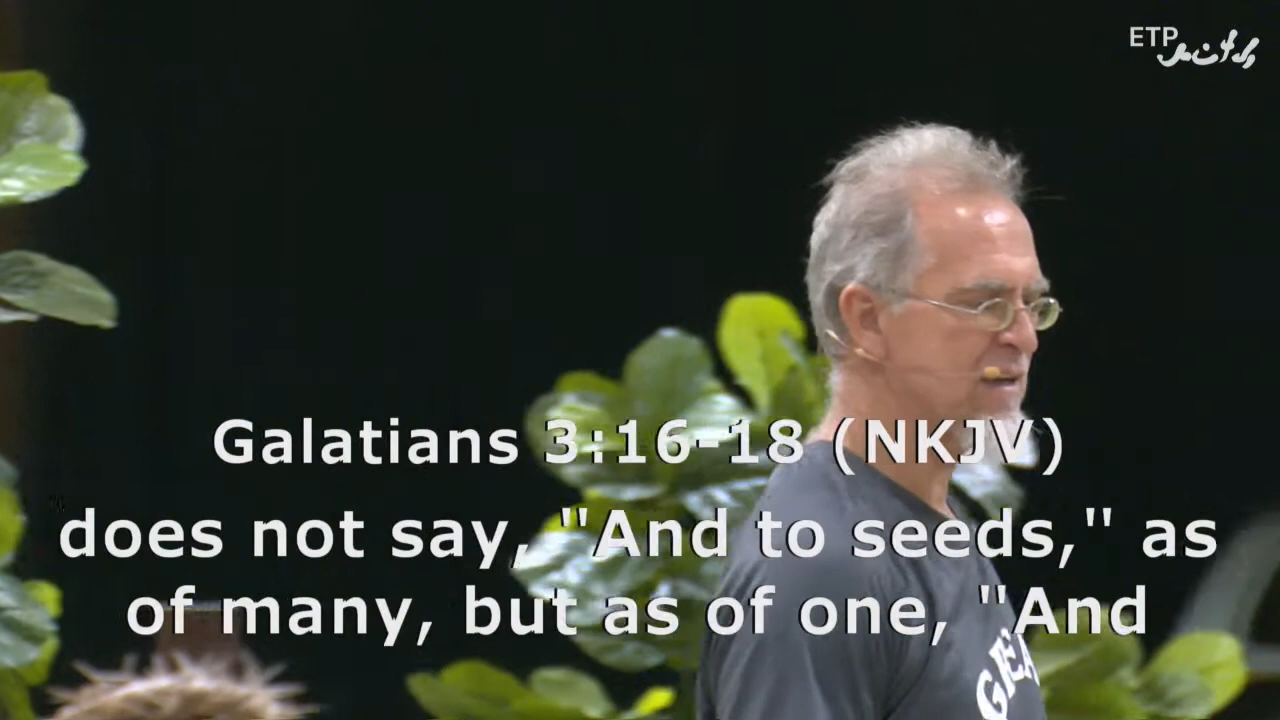 ETP
Galatians 3:16-18 (NKJV)
does not say, "And to seeds," as
of many, but as of one, "And